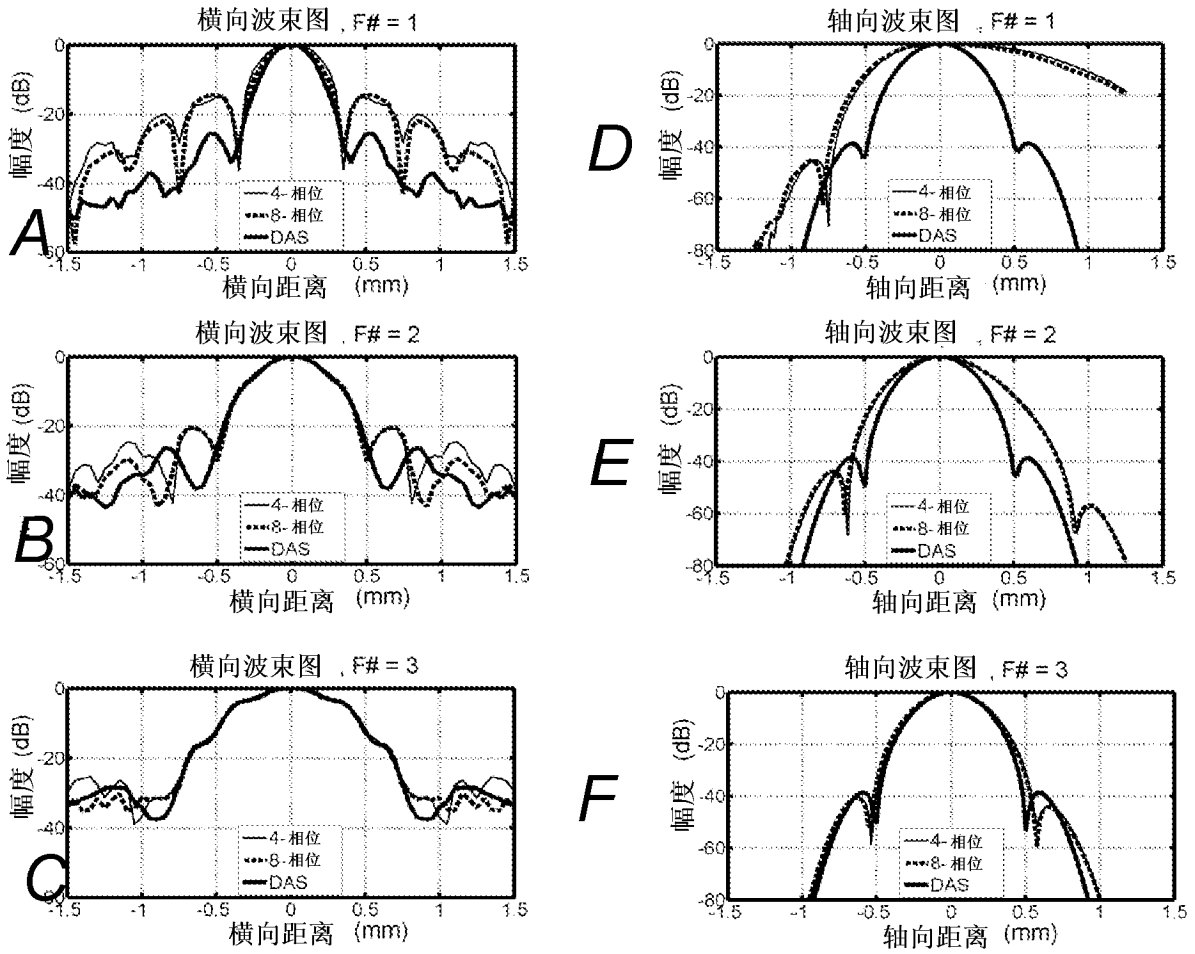 横向波束图 , F# = 1
0
-20
-40
-60
幅度 (dB)
4- 相位
8- 相位
DAS
-1.5 -1 -0.5 0 0.5 1 1.5
横向距离 (mm)
A
轴向波束图 , F# = 1
0
-20
-40
-60
-80
幅度 (dB)
4- 相位
8- 相位
DAS
-1.5 -1 -0.5 0 0.5 1 1.5
轴向距离 (mm)
D
横向波束图 , F# = 2
0
-20
-40
-60
幅度 (dB)
4- 相位
8- 相位
DAS
-1.5 -1 -0.5 0 0.5 1 1.5
横向距离 (mm)
B
轴向波束图 , F# = 2
0
-20
-40
-60
-80
幅度 (dB)
4- 相位
8- 相位
DAS
-1.5 -1 -0.5 0 0.5 1 1.5
轴向距离 (mm)
E
横向波束图 , F# = 3
0
-20
-40
幅度 (dB)
4- 相位
8- 相位
DAS
-1.5 -1 -0.5 0 0.5 1 1.5
横向距离 (mm)
C
轴向波束图 , F# = 3
0
-20
-40
-60
-80
幅度 (dB)
4- 相位
8- 相位
DAS
-1.5 -1 -0.5 0 0.5 1 1.5
轴向距离 (mm)
F